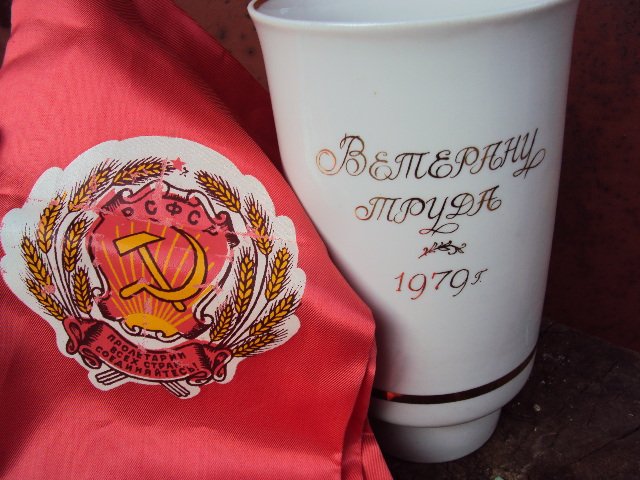 РСФСР
ПРОЛЕТАРИИ
ВСЕХ СТРАН
СОЕДИНЯЙТЕСЬ!
ВЕТЕРАНУ
ТРУДА
1979 г.